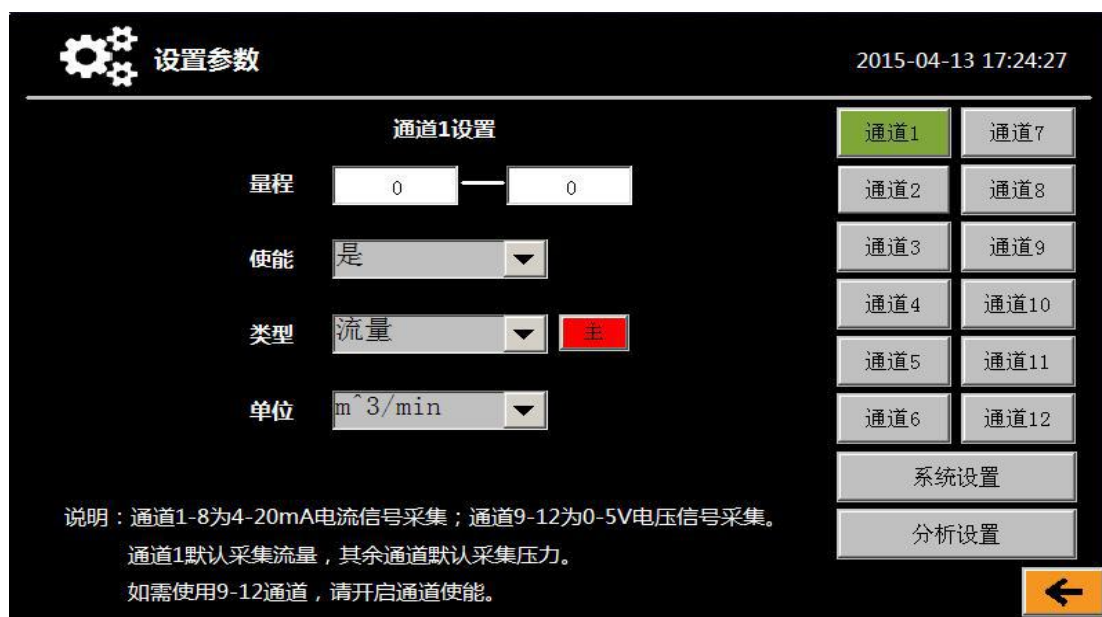 设置参数
2015-04-13 17:24:27
通道1设置
量程 0 0
使能 是
类型 流量 主
单位 m^3/min
通道1 通道7
通道2 通道8
通道3 通道9
通道4 通道10
通道5 通道11
通道6 通道12
系统设置
分析设置
说明：通道1-8为4-20mA电流信号采集；通道9-12为0-5V电压信号采集。
通道1默认采集流量，其余通道默认采集压力。
如需使用9-12通道，请开启通道使能。